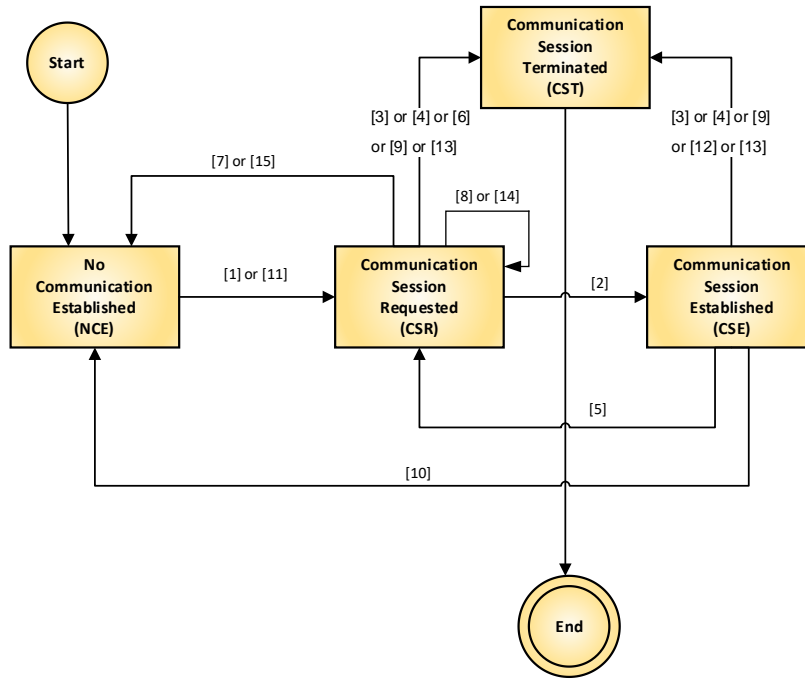 Start
Communication
Session
Terminated
(CST)
[3] or [4] or [6]
or [9] or [13]
[3] or [4] or [9]
or [12] or [13]
[7] or [15]
[8] or [14]
No
Communication
Established
(NCE)
[1] or [11]
Communication
Session
Requested
(CSR)
[2]
Communication
Session
Established
(CSE)
[5]
[10]
End